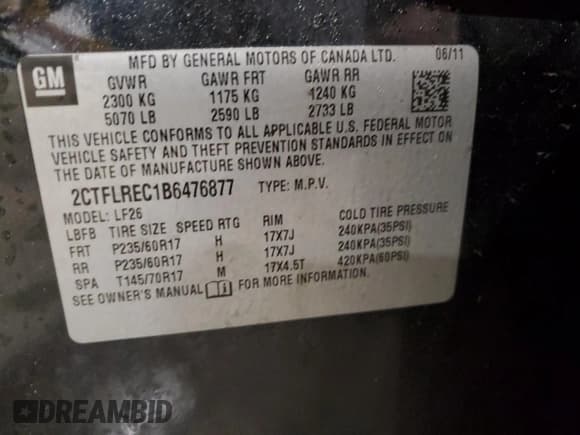 GM
MFD BY GENERAL MOTORS OF CANADA LTD. 06/11
GVWR GAWR FRT GAWR RR
2300 KG 1175 KG 1240 KG
5070 LB 2590 LB 2733 LB
THIS VEHICLE CONFORMS TO ALL APPLICABLE U.S. FEDERAL MOTOR
VEHICLE SAFETY AND THEFT PREVENTION STANDARDS IN EFFECT ON
THE DATE OF MANUFACTURE SHOWN ABOVE.
2CTFLREC1B6476877 TYPE: M.P.V.
MODEL: LF26
LBFB TIRE SIZE SPEED RTG RIM COLD TIRE PRESSURE
FRT P235/60R17 H 17X7J 240KPA(35PSI)
RR P235/60R17 H 17X7J 240KPA(35PSI)
SPA T145/70R17 M 17X4.5T 420KPA(60PSI)
SEE OWNER'S MANUAL FOR MORE INFORMATION.
DREAMBID